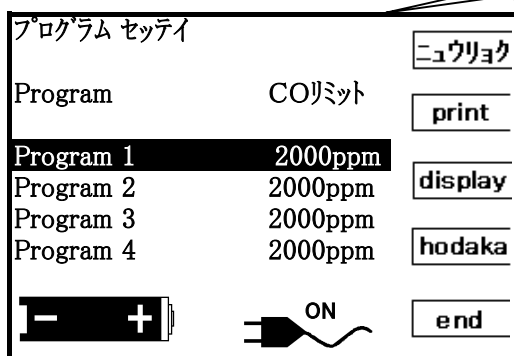 プログラム セッテイ
Program COリミット
Program 1 2000ppm
Program 2 2000ppm
Program 3 2000ppm
Program 4 2000ppm
ON
ニュウリョク
print
display
hodaka
end